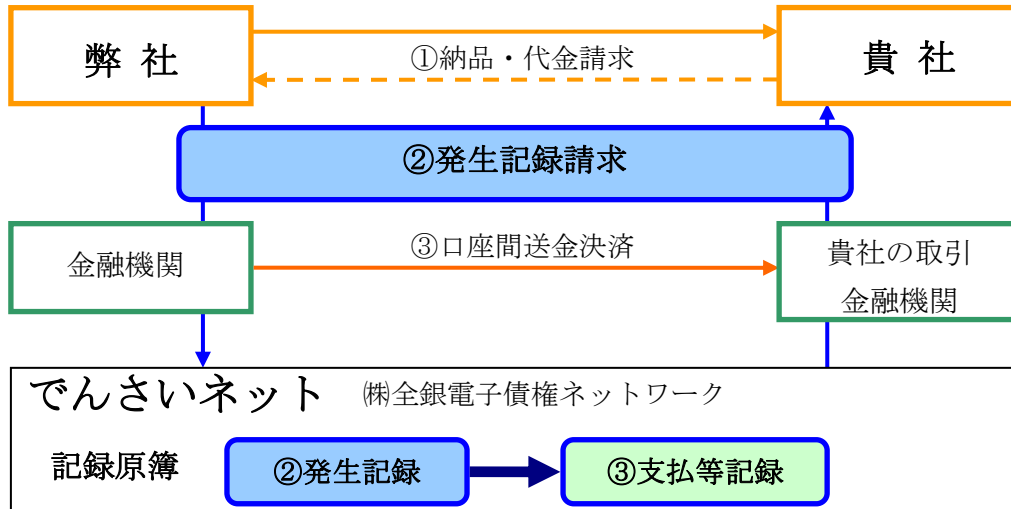 弊 社
①納品・代金請求
貴 社
②発生記録請求
金融機関
③口座間送金決済
貴社の取引
金融機関
でんさいネット ㈱全銀電子債権ネットワーク
記録原簿
②発生記録
③支払等記録